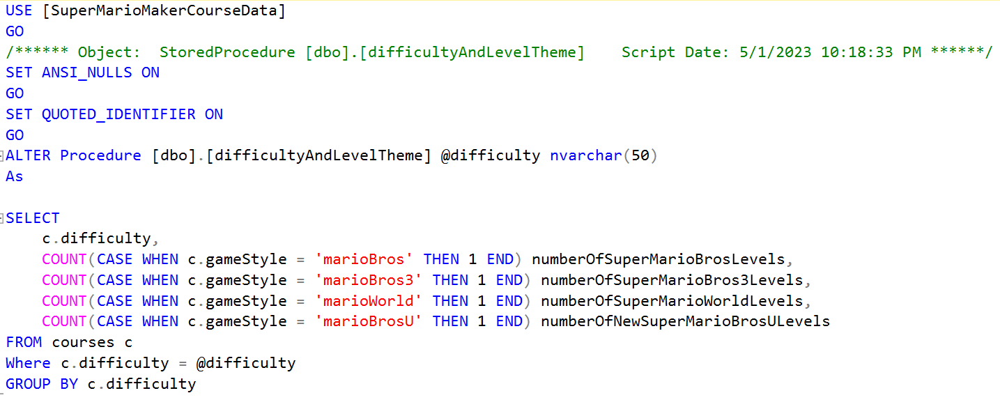 USE [SuperMarioMakerCourseData]
GO
/****** Object:  StoredProcedure [dbo].[difficultyAndLevelTheme]    Script Date: 5/1/2023 10:18:33 PM ******/
SET ANSI_NULLS ON
GO
SET QUOTED_IDENTIFIER ON
GO
ALTER Procedure [dbo].[difficultyAndLevelTheme] @difficulty nvarchar(50)
As

SELECT
    c.difficulty,
    COUNT(CASE WHEN c.gameStyle = 'marioBros' THEN 1 END) numberOfSuperMarioBrosLevels,
    COUNT(CASE WHEN c.gameStyle = 'marioBros3' THEN 1 END) numberOfSuperMarioBros3Levels,
    COUNT(CASE WHEN c.gameStyle = 'marioWorld' THEN 1 END) numberOfSuperMarioWorldLevels,
    COUNT(CASE WHEN c.gameStyle = 'marioBrosU' THEN 1 END) numberOfNewSuperMarioBrosULevels
FROM courses c
Where c.difficulty = @difficulty
GROUP BY c.difficulty